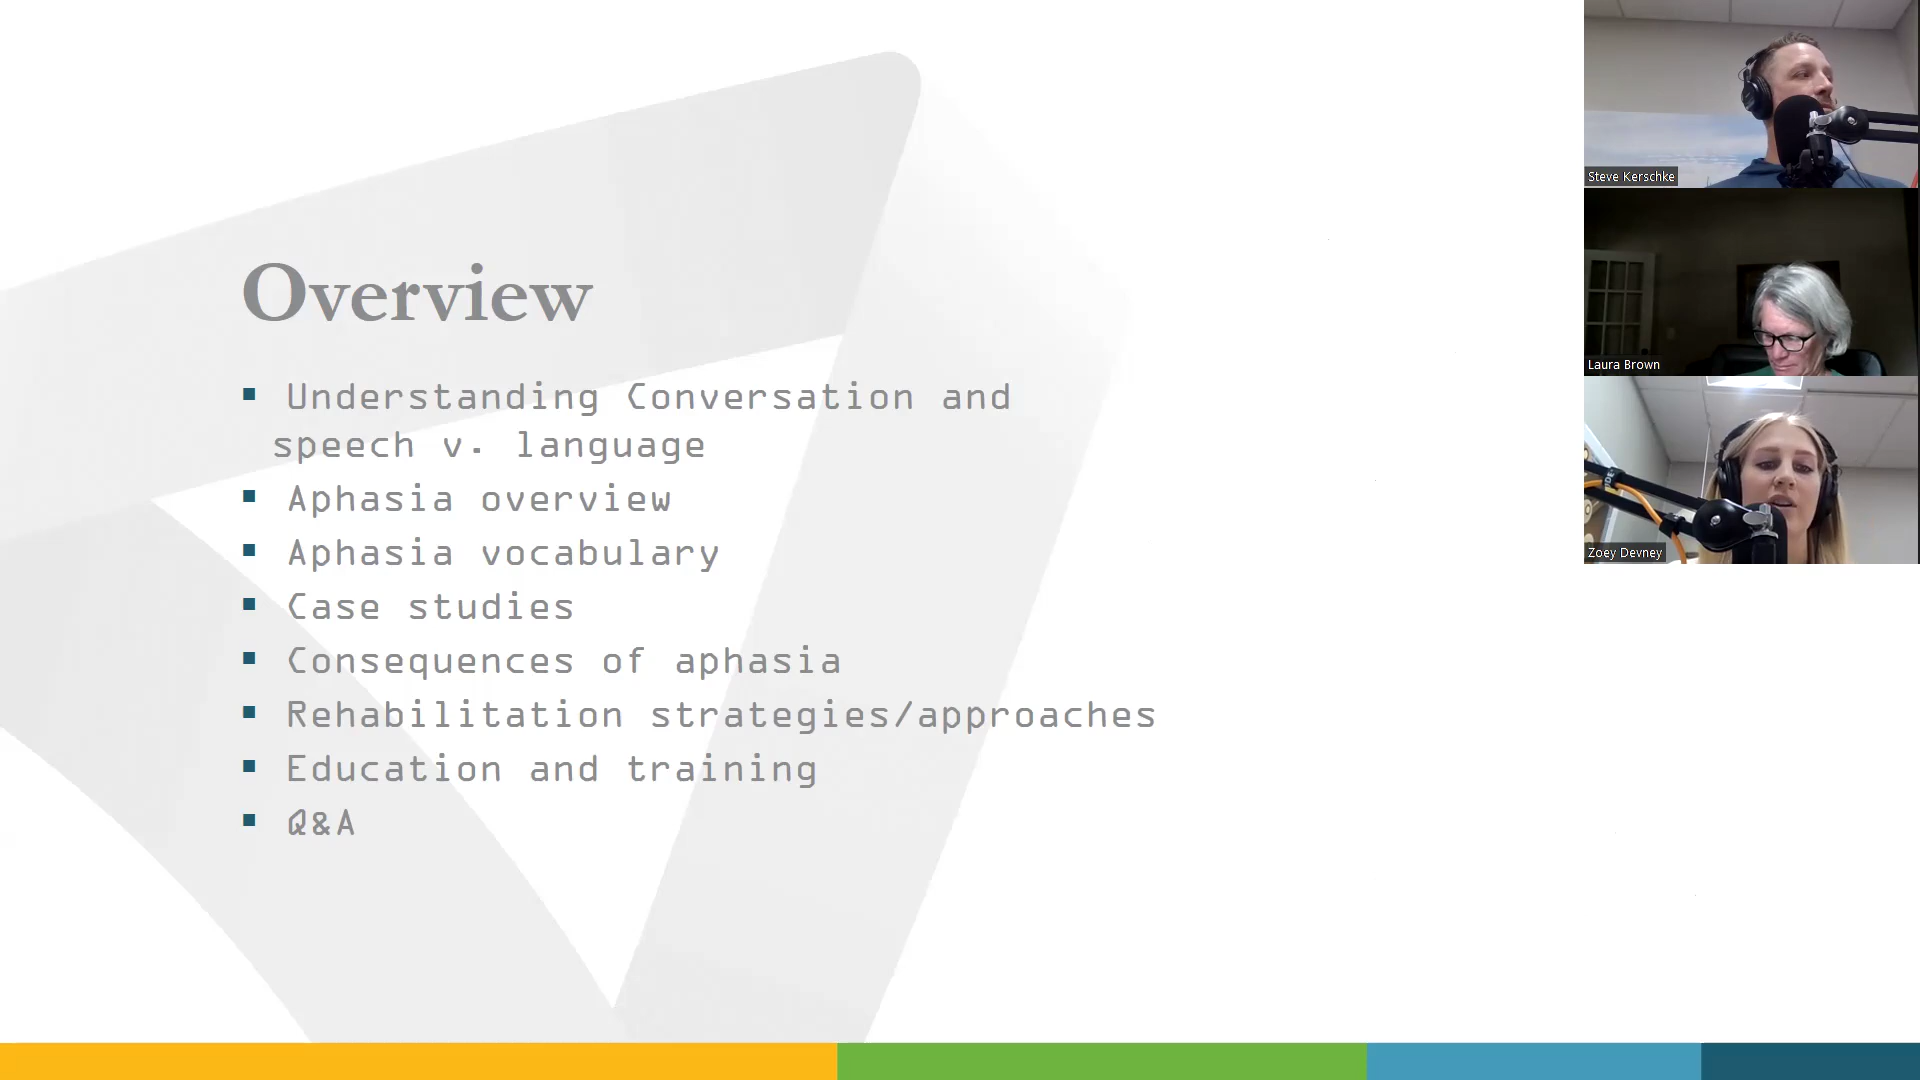 Overview
Understanding Conversation and
speech v. language
Aphasia overview
Aphasia vocabulary
Case studies
Consequences of aphasia
Rehabilitation strategies/approaches
Education and training
Q&A
Steve Kerschke
Laura Brown
Zoey Devney